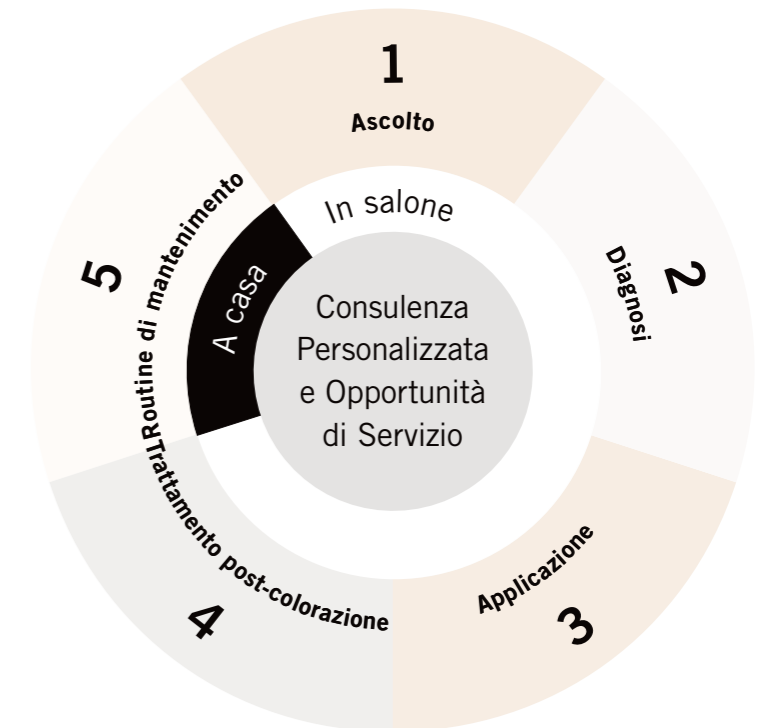 1
Ascolto
2
Diagnosi
3
Applicazione
4
Trattamento post-colorazione
5
Routine di mantenimento
In salone
A casa
Consulenza
Personalizzata
e Opportunità
di Servizio